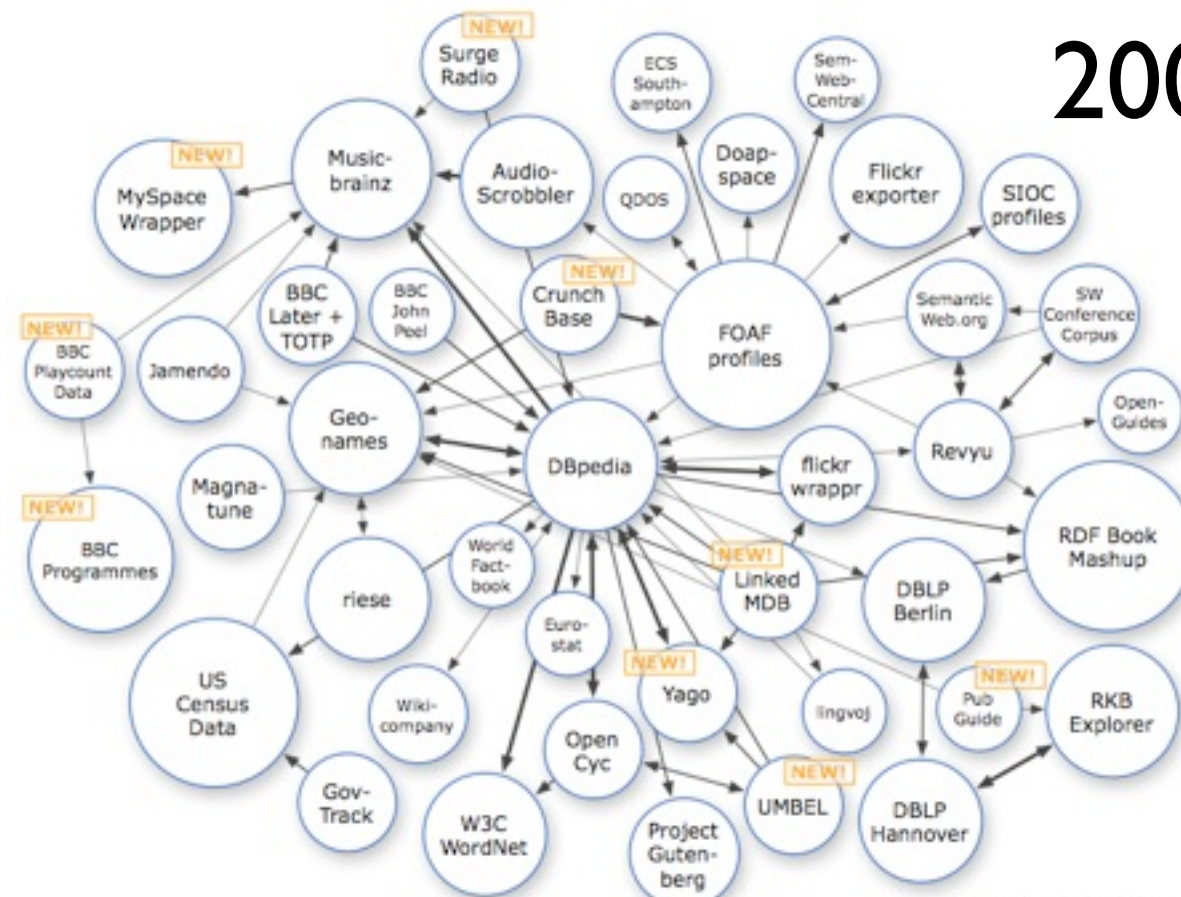 200
NEW!
Surge
Radio
ECS
South-
ampton
Sem-
Web-
Central
Music-
brainz
Audio-
Scrobbler
Doap-
space
Flickr
exporter
NEW!
MySpace
Wrapper
QDOS
SIOC
profiles
BBC
Later +
TOTP
BBC
John
Peel
NEW!
Crunch
Base
FOAF
profiles
Semantic
Web.org
SW
Conference
Corpus
NEW!
BBC
Playcount
Data
Jamendo
Geo-
names
DBpedia
flickr
wrappr
Revyu
Open-
Guides
Magna-
tune
NEW!
BBC
Programmes
riese
World
Fact-
book
Euro-
stat
NEW!
Linked
MDB
DBLP
Berlin
RDF Book
Mashup
US
Census
Data
Wiki-
company
Open
Cyc
NEW!
Yago
lingvoj
NEW!
Pub
Guide
RKB
Explorer
Gov-
Track
W3C
WordNet
Project
Guten-
berg
NEW!
UMBEL
DBLP
Hannover